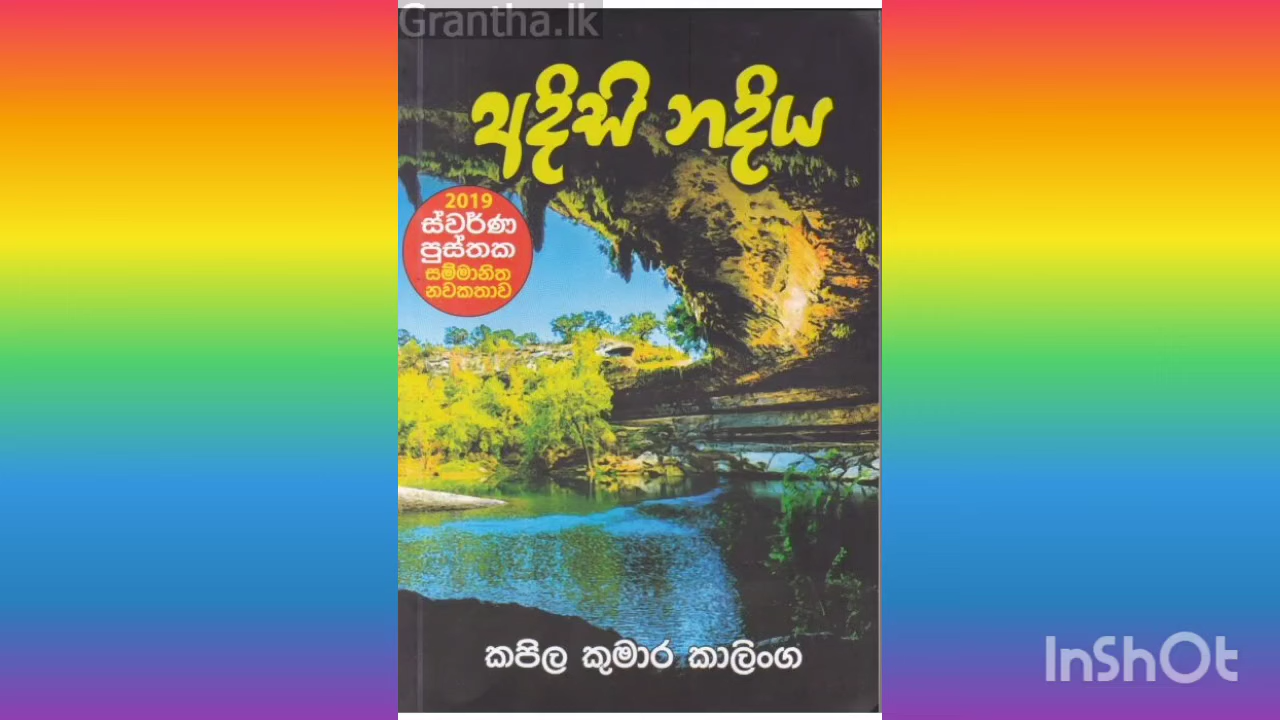 Grantha.lk
අදිසි නදිය
2019
ස්වර්ණ
පුස්තක
සම්මානිත
නවකතාව
කපිල කුමාර කාලිංග
InShOt